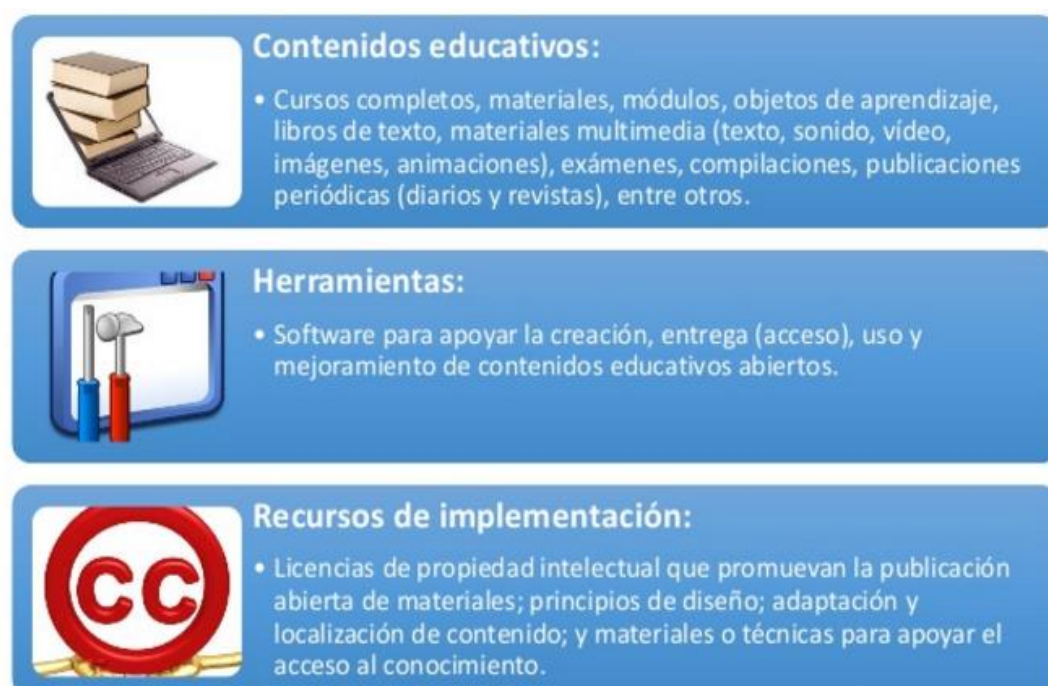 Contenidos educativos:
• Cursos completos, materiales, módulos, objetos de aprendizaje,
libros de texto, materiales multimedia (texto, sonido, vídeo,
imágenes, animaciones), exámenes, compilaciones, publicaciones
periódicas (diarios y revistas), entre otros.
Herramientas:
• Software para apoyar la creación, entrega (acceso), uso y
mejoramiento de contenidos educativos abiertos.
Recursos de implementación:
cc
• Licencias de propiedad intelectual que promuevan la publicación
abierta de materiales; principios de diseño; adaptación y
localización de contenido; y materiales o técnicas para apoyar el
acceso al conocimiento.